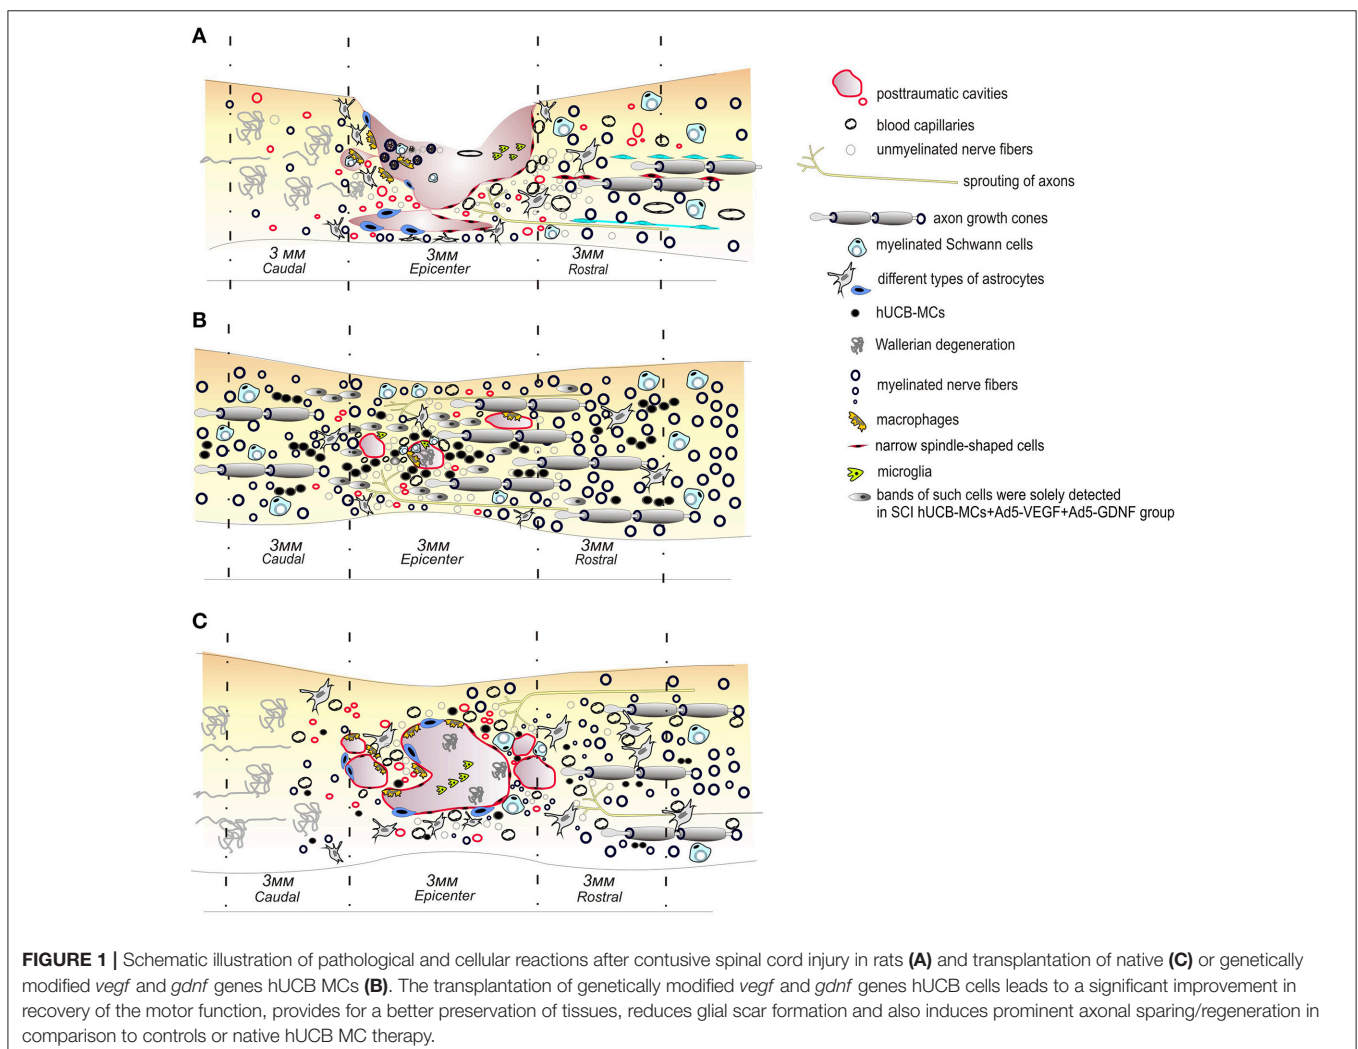 A
3 мм
Caudal
3мм
Epicenter
3мм
Rostral
posttraumatic cavities
blood capillaries
unmyelinated nerve fibers
sprouting of axons
axon growth cones
myelinated Schwann cells
different types of astrocytes
hUCB-MCs
Wallerian degeneration
myelinated nerve fibers
macrophages
narrow spindle-shaped cells
microglia
bands of such cells were solely detected
in SCI hUCB-MCs+Ad5-VEGF+Ad5-GDNF group
B
3мм
Caudal
3мм
Epicenter
3мм
Rostral
C
3мм
Caudal
3мм
Epicenter
3мм
Rostral
FIGURE 1 | Schematic illustration of pathological and cellular reactions after contusive spinal cord injury in rats (A) and transplantation of native (C) or genetically
modified vegf and gdnf genes hUCB MCs (B). The transplantation of genetically modified vegf and gdnf genes hUCB cells leads to a significant improvement in
recovery of the motor function, provides for a better preservation of tissues, reduces glial scar formation and also induces prominent axonal sparing/regeneration in
comparison to controls or native hUCB MC therapy.